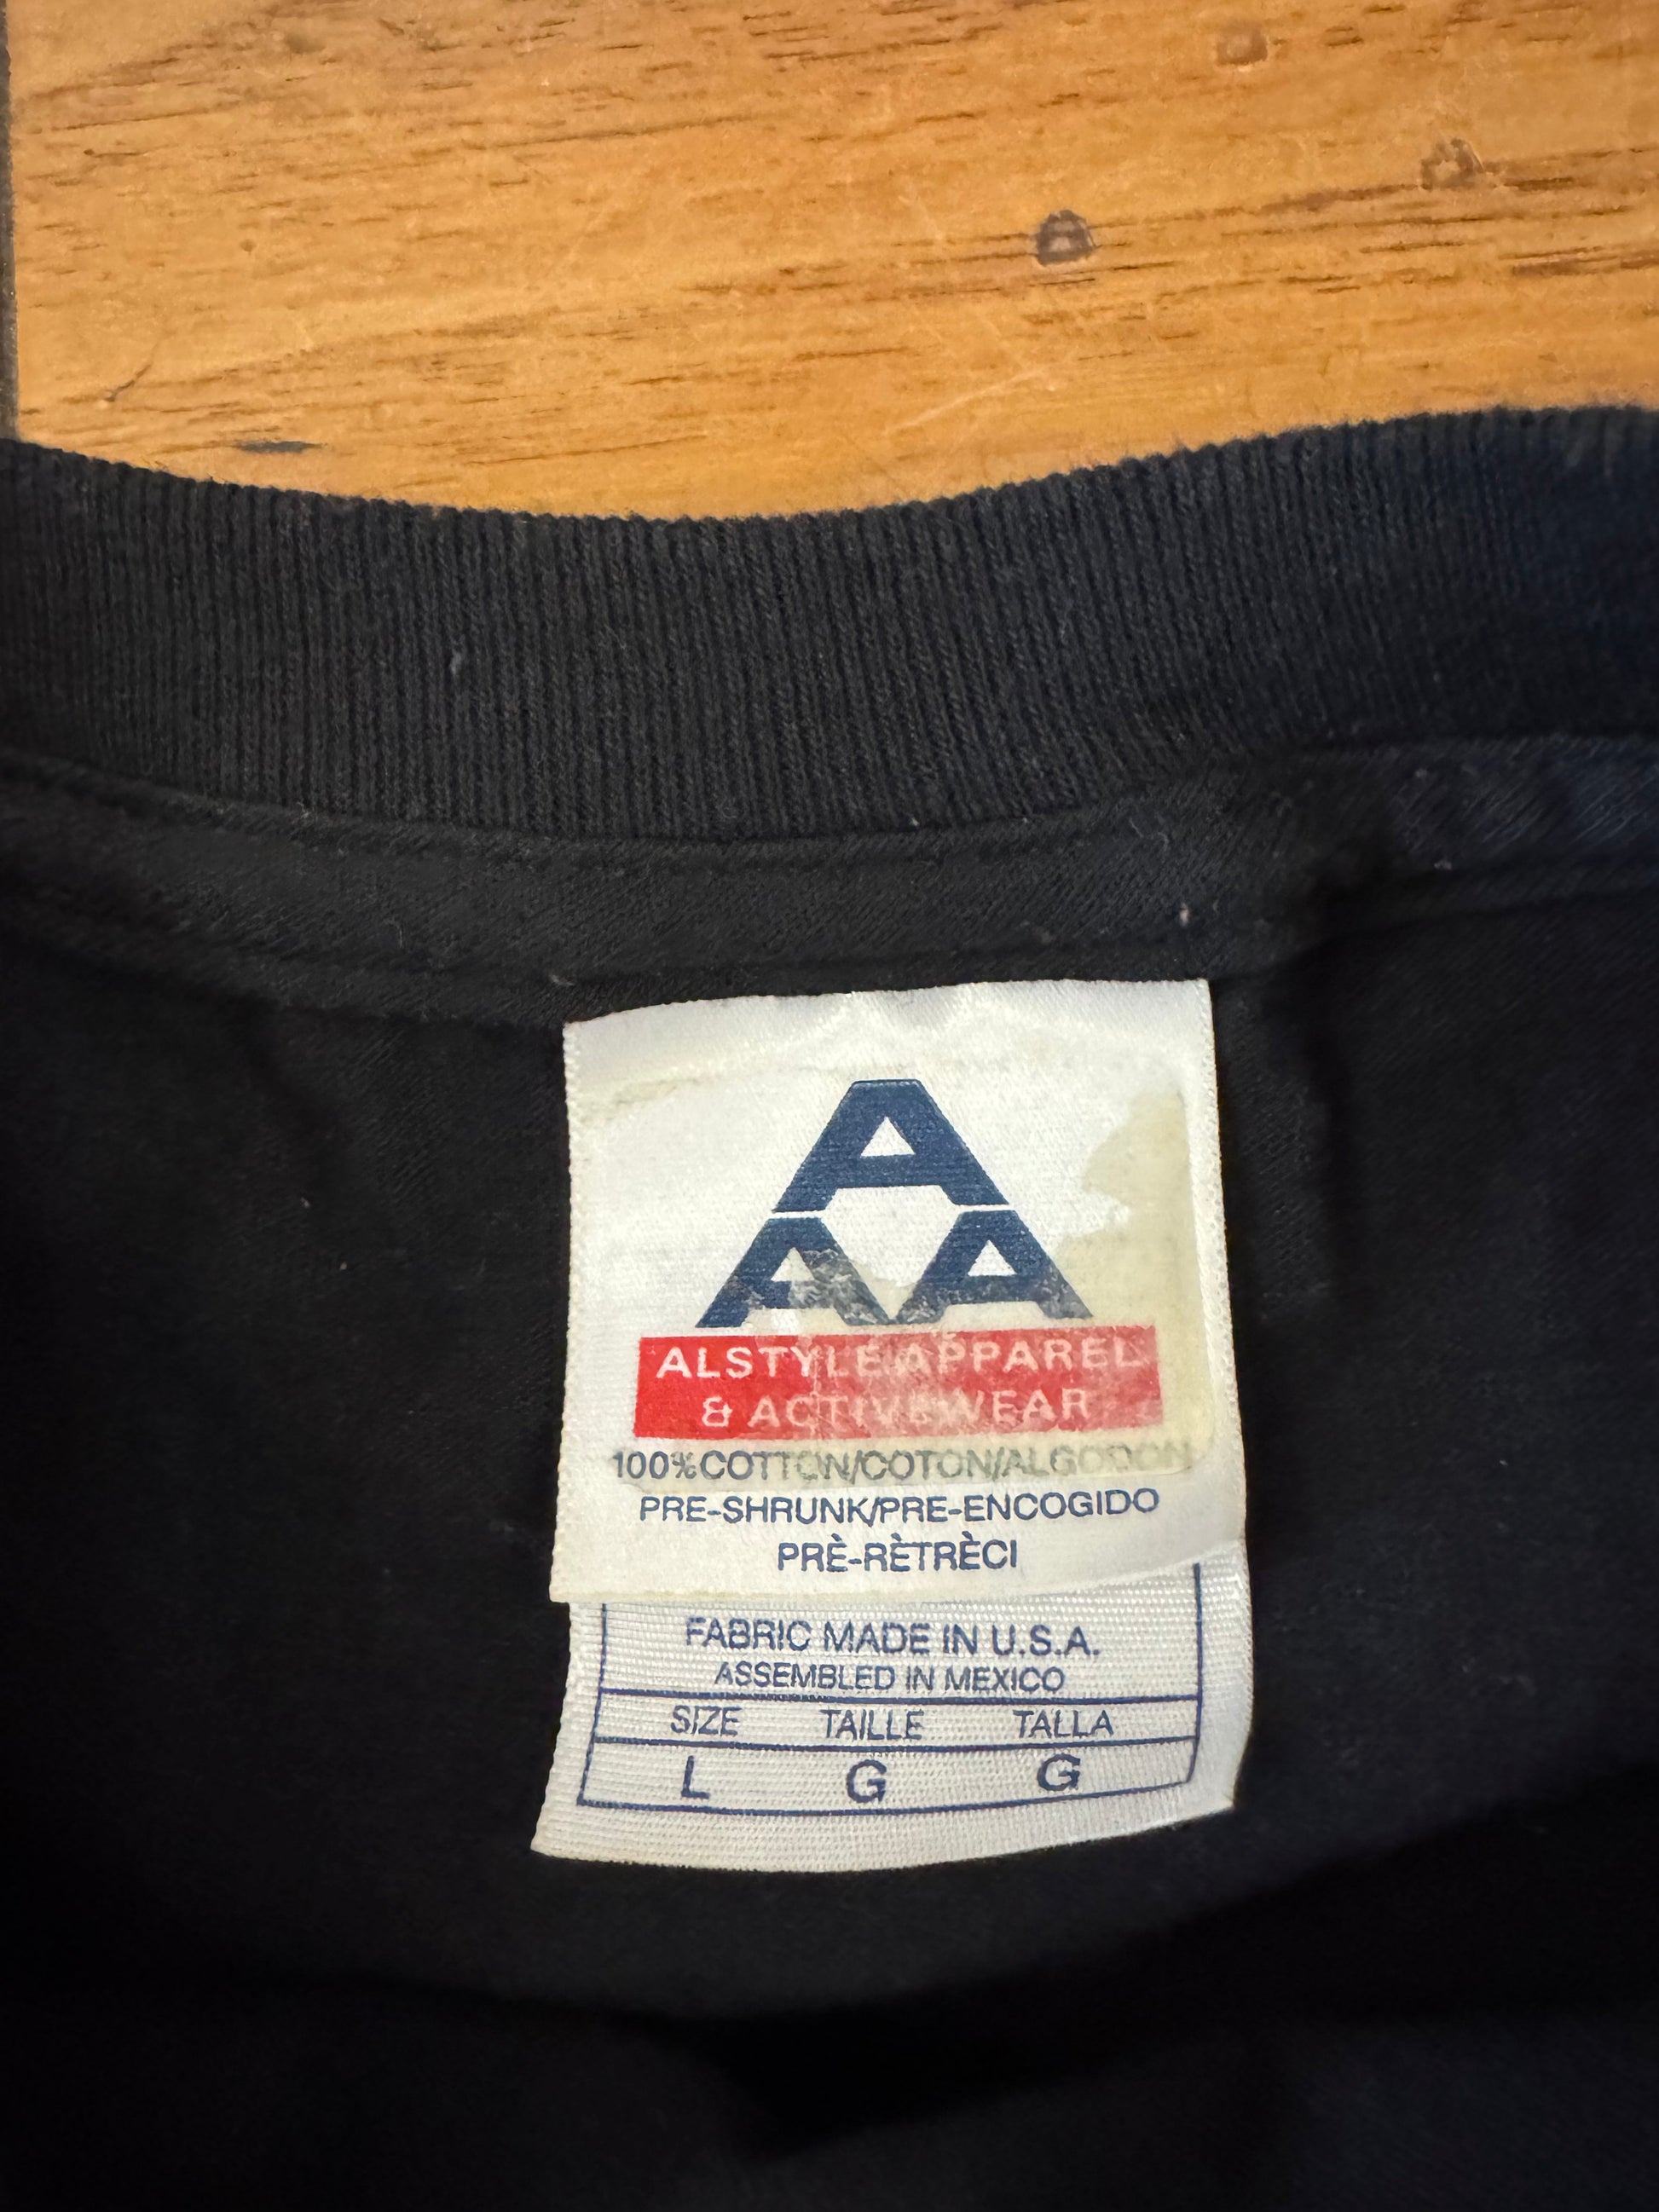 A
AA
ALSTYLE APPAREL
& ACTIVEWEAR
100% COTTON/COTON/ALGODON
PRE-SHRUNK/PRE-ENCOGIDO
PRÈ-RÈTRÈCI
FABRIC MADE IN U.S.A.
ASSEMBLED IN MEXICO
SIZE TAILLE TALLA
L G G